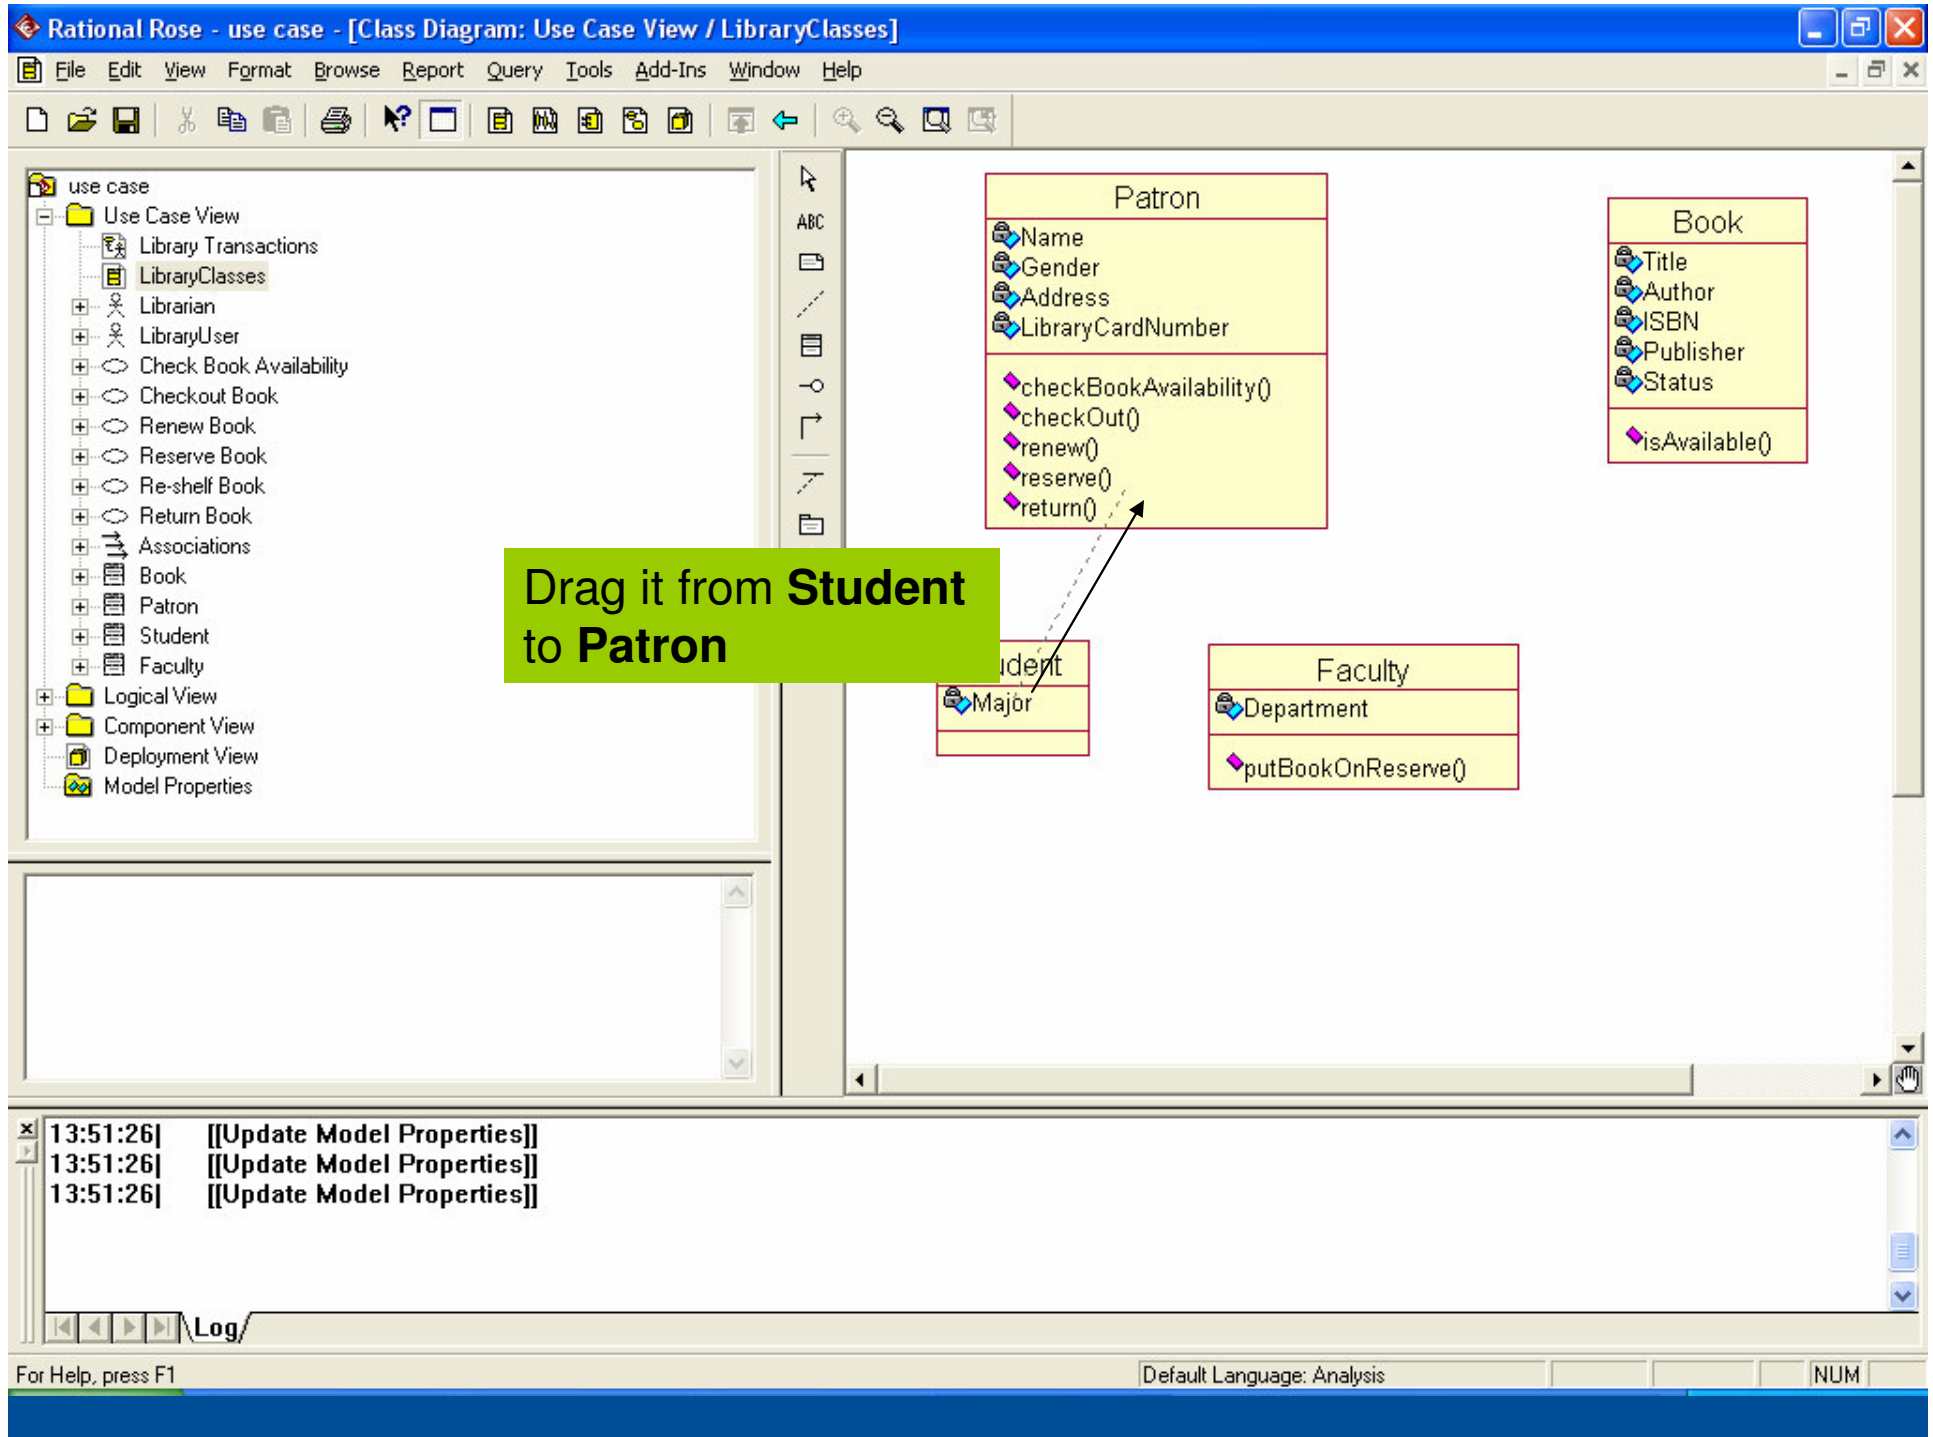 Rational Rose - use case - [Class Diagram: Use Case View / LibraryClasses]
File Edit View Format Browse Report Query Tools Add-Ins Window Help
use case
Use Case View
Library Transactions
LibraryClasses
Librarian
LibraryUser
Check Book Availability
Checkout Book
Renew Book
Reserve Book
Re-shelf Book
Return Book
Associations
Book
Patron
Student
Faculty
Logical View
Component View
Deployment View
Model Properties
ABC
Patron
Name
Gender
Address
LibraryCardNumber
checkBookAvailability()
checkOut()
renew()
reserve()
return()
Book
Title
Author
ISBN
Publisher
Status
isAvailable()
Drag it from Student
to Patron
udent
Major
Faculty
Department
putBookOnReserve()
13:51:26| [[Update Model Properties]]
13:51:26| [[Update Model Properties]]
13:51:26| [[Update Model Properties]]
Log
For Help, press F1
Default Language: Analysis
NUM